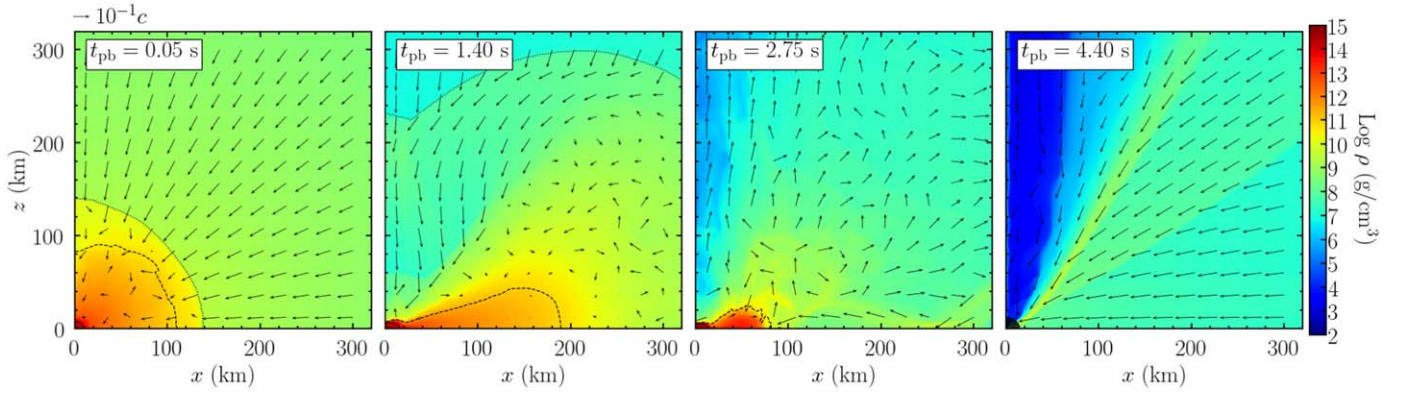 → 10⁻¹c
t_pb = 0.05 s
t_pb = 1.40 s
t_pb = 2.75 s
t_pb = 4.40 s
300
200
100
0
z (km)
0 100 200 300
0 100 200 300
0 100 200 300
0 100 200 300
x (km)
x (km)
x (km)
x (km)
15
14
13
12
11
10
9
8
7
6
5
4
3
2
Log ρ (g/cm³)